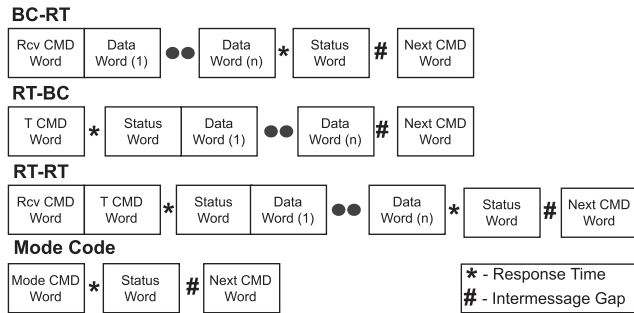 BC-RT
Rcv CMD Word Data Word (1) Data Word (n) * Status Word # Next CMD Word
RT-BC
T CMD Word * Status Word Data Word (1) Data Word (n) # Next CMD Word
RT-RT
Rcv CMD Word T CMD Word * Status Word Data Word (1) Data Word (n) * Status Word # Next CMD Word
Mode Code
Mode CMD Word * Status Word # Next CMD Word
* - Response Time
# - Intermessage Gap